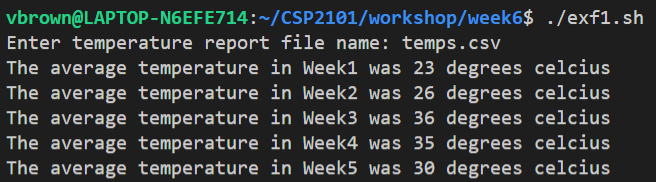 vbrown@LAPTOP-N6EFE714:~/CSP2101/workshop/week6$ ./exf1.sh
Enter temperature report file name: temps.csv
The average temperature in Week1 was 23 degrees celcius
The average temperature in Week2 was 26 degrees celcius
The average temperature in Week3 was 36 degrees celcius
The average temperature in Week4 was 35 degrees celcius
The average temperature in Week5 was 30 degrees celcius